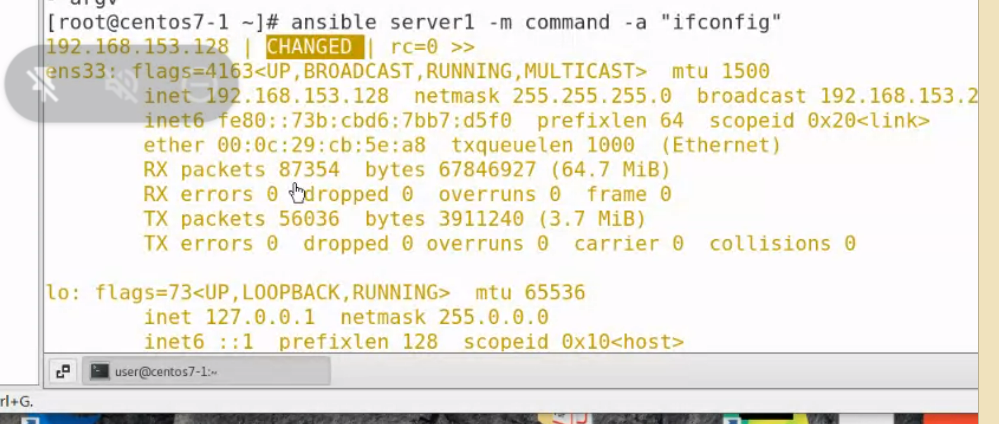 - argv
[root@centos7-1 ~]# ansible server1 -m command -a "ifconfig"
192.168.153.128 | CHANGED | rc=0 >>
ens33: flags=4163<UP,BROADCAST,RUNNING,MULTICAST>  mtu 1500
inet 192.168.153.128  netmask 255.255.255.0  broadcast 192.168.153.2
inet6 fe80::73b:cbd6:7bb7:d5f0  prefixlen 64  scopeid 0x20<link>
ether 00:0c:29:cb:5e:a8  txqueuelen 1000  (Ethernet)
RX packets 87354  bytes 67846927 (64.7 MiB)
RX errors 0  dropped 0  overruns 0  frame 0
TX packets 56036  bytes 3911240 (3.7 MiB)
TX errors 0  dropped 0 overruns 0  carrier 0  collisions 0
lo: flags=73<UP,LOOPBACK,RUNNING>  mtu 65536
inet 127.0.0.1  netmask 255.0.0.0
inet6 ::1  prefixlen 128  scopeid 0x10<host>
user@centos7-1:~
rl+G.